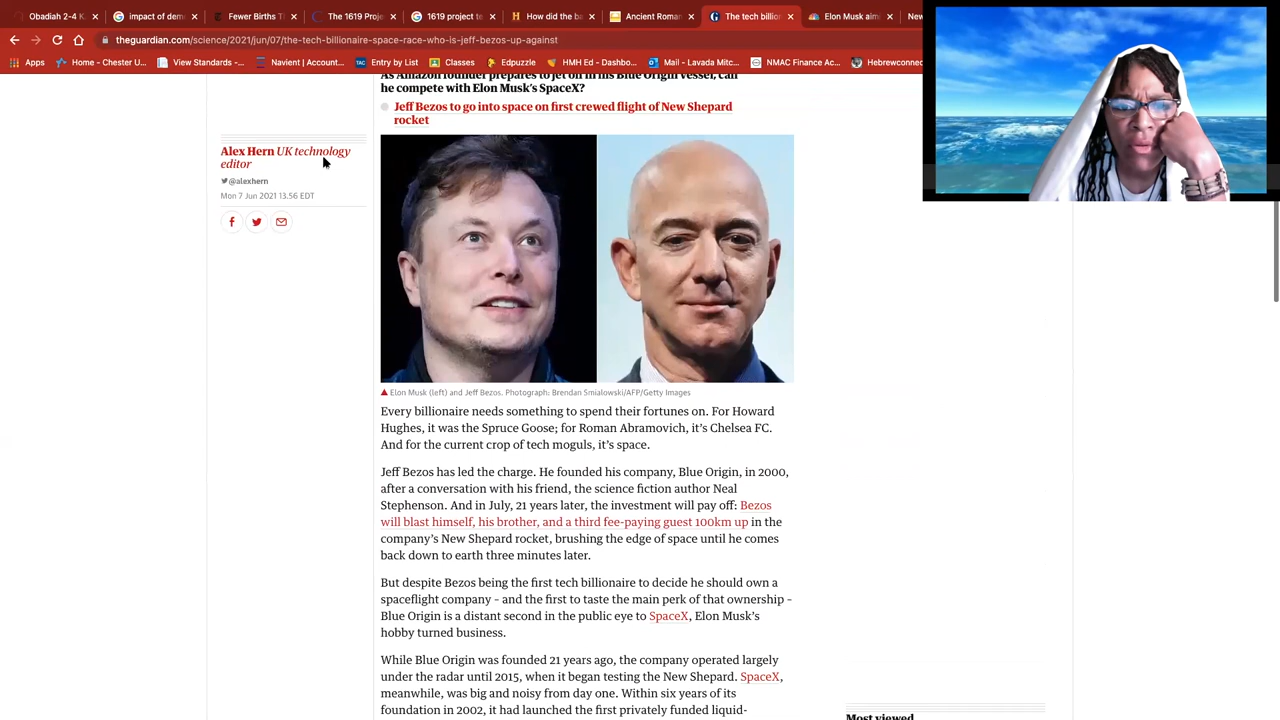 Obadiah 2-4 K
impact of dem
Fewer Births T
The 1619 Proje
1619 project te
How did the ba
Ancient Roman
The tech billion
Elon Musk aim
New
theguardian.com/science/2021/jun/07/the-tech-billionaire-space-race-who-is-jeff-bezos-up-against
Apps
Home - Chester U...
View Standards -...
Navient | Account...
Entry by List
Classes
Edpuzzle
HMH Ed - Dashbo...
Mail - Lavada Mitc...
NMAC Finance Ac...
Hebrewconnec
As Amazon founder prepares to jet off in his Blue Origin vessel, can
he compete with Elon Musk's SpaceX?
Jeff Bezos to go into space on first crewed flight of New Shepard
rocket
Alex Hern UK technology
editor
@alexhern
Mon 7 Jun 2021 13.56 EDT
Elon Musk (left) and Jeff Bezos. Photograph: Brendan Smialowski/AFP/Getty Images
Every billionaire needs something to spend their fortunes on. For Howard
Hughes, it was the Spruce Goose; for Roman Abramovich, it's Chelsea FC.
And for the current crop of tech moguls, it's space.
Jeff Bezos has led the charge. He founded his company, Blue Origin, in 2000,
after a conversation with his friend, the science fiction author Neal
Stephenson. And in July, 21 years later, the investment will pay off: Bezos
will blast himself, his brother, and a third fee-paying guest 100km up in the
company's New Shepard rocket, brushing the edge of space until he comes
back down to earth three minutes later.
But despite Bezos being the first tech billionaire to decide he should own a
spaceflight company – and the first to taste the main perk of that ownership –
Blue Origin is a distant second in the public eye to SpaceX, Elon Musk's
hobby turned business.
While Blue Origin was founded 21 years ago, the company operated largely
under the radar until 2015, when it began testing the New Shepard. SpaceX,
meanwhile, was big and noisy from day one. Within six years of its
foundation in 2002, it had launched the first privately funded liquid-
Most viewed